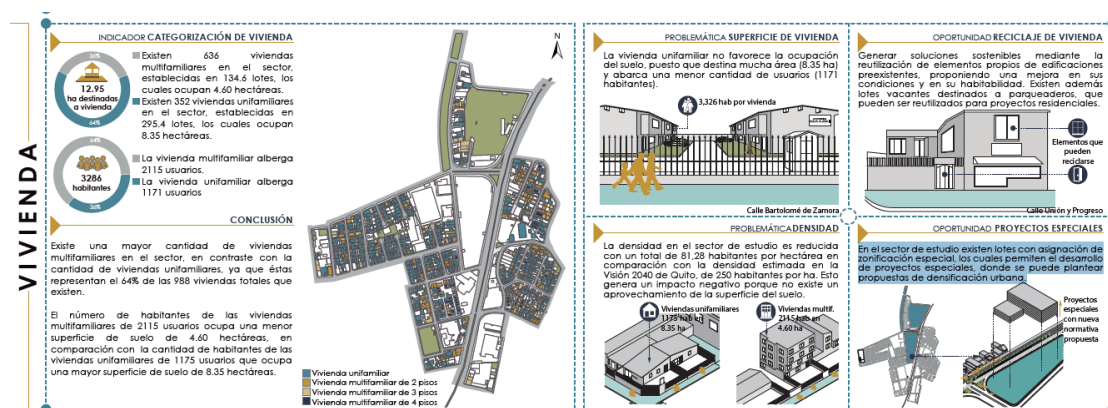 VIVIENDA
INDICADOR CATEGORIZACIÓN DE VIVIENDA
36%
12.95
ha destinadas
a vivienda
64%
Existen 636 viviendas
multifamiliares en el sector,
establecidas en 134.6 lotes, los
cuales ocupan 4.60 hectáreas.
Existen 352 viviendas unifamiliares
en el sector, establecidas en
295.4 lotes, los cuales ocupan
8.35 hectáreas.
64%
3286
habitantes
36%
La vivienda multifamiliar alberga
2115 usuarios.
La vivienda unifamiliar alberga
1171 usuarios
CONCLUSIÓN
Existe una mayor cantidad de viviendas
multifamiliares en el sector, en contraste con la
cantidad de viviendas unifamiliares, ya que éstas
representan el 64% de las 988 viviendas totales que
existen.
El número de habitantes de las viviendas
multifamiliares de 2115 usuarios ocupa una menor
superficie de suelo de 4.60 hectáreas, en
comparación con la cantidad de habitantes de las
viviendas unifamiliares de 1175 usuarios que ocupa
una mayor superficie de suelo de 8.35 hectáreas.
N
Vivienda unifamiliar
Vivienda multifamiliar de 2 pisos
Vivienda multifamiliar de 3 pisos
Vivienda multifamiliar de 4 pisos
PROBLEMÁTICA SUPERFICIE DE VIVIENDA
La vivienda unifamiliar no favorece la ocupación
del suelo, puesto que destina mucha área (8.35 ha)
y abarca una menor cantidad de usuarios (1171
habitantes).
3,326 hab por vivienda
Calle Bartolomé de Zamora
OPORTUNIDAD RECICLAJE DE VIVIENDA
Generar soluciones sostenibles mediante la
reutilización de elementos propios de edificaciones
preexistentes, proponiendo una mejora en sus
condiciones y en su habitabilidad. Existen además
lotes vacantes destinados a parqueaderos, que
pueden ser reutilizados para proyectos residenciales.
Elementos que
pueden
reciclarse
Calle Unión y Progreso
PROBLEMÁTICA DENSIDAD
La densidad en el sector de estudio es reducida
con un total de 81,28 habitantes por hectárea en
comparación con la densidad estimada en la
Visión 2040 de Quito, de 250 habitantes por ha. Esto
genera un impacto negativo porque no existe un
aprovechamiento de la superficie del suelo.
Viviendas unifamiliares
1175 hab en
8.35 ha
Viviendas multif.
2115 hab en
4.60 ha
OPORTUNIDAD PROYECTOS ESPECIALES
En el sector de estudio existen lotes con asignación de
zonificación especial, los cuales permiten el desarrollo
de proyectos especiales, donde se puede plantear
propuestas de densificación urbana.
Proyectos
especiales
con nueva
normativa
propuesta